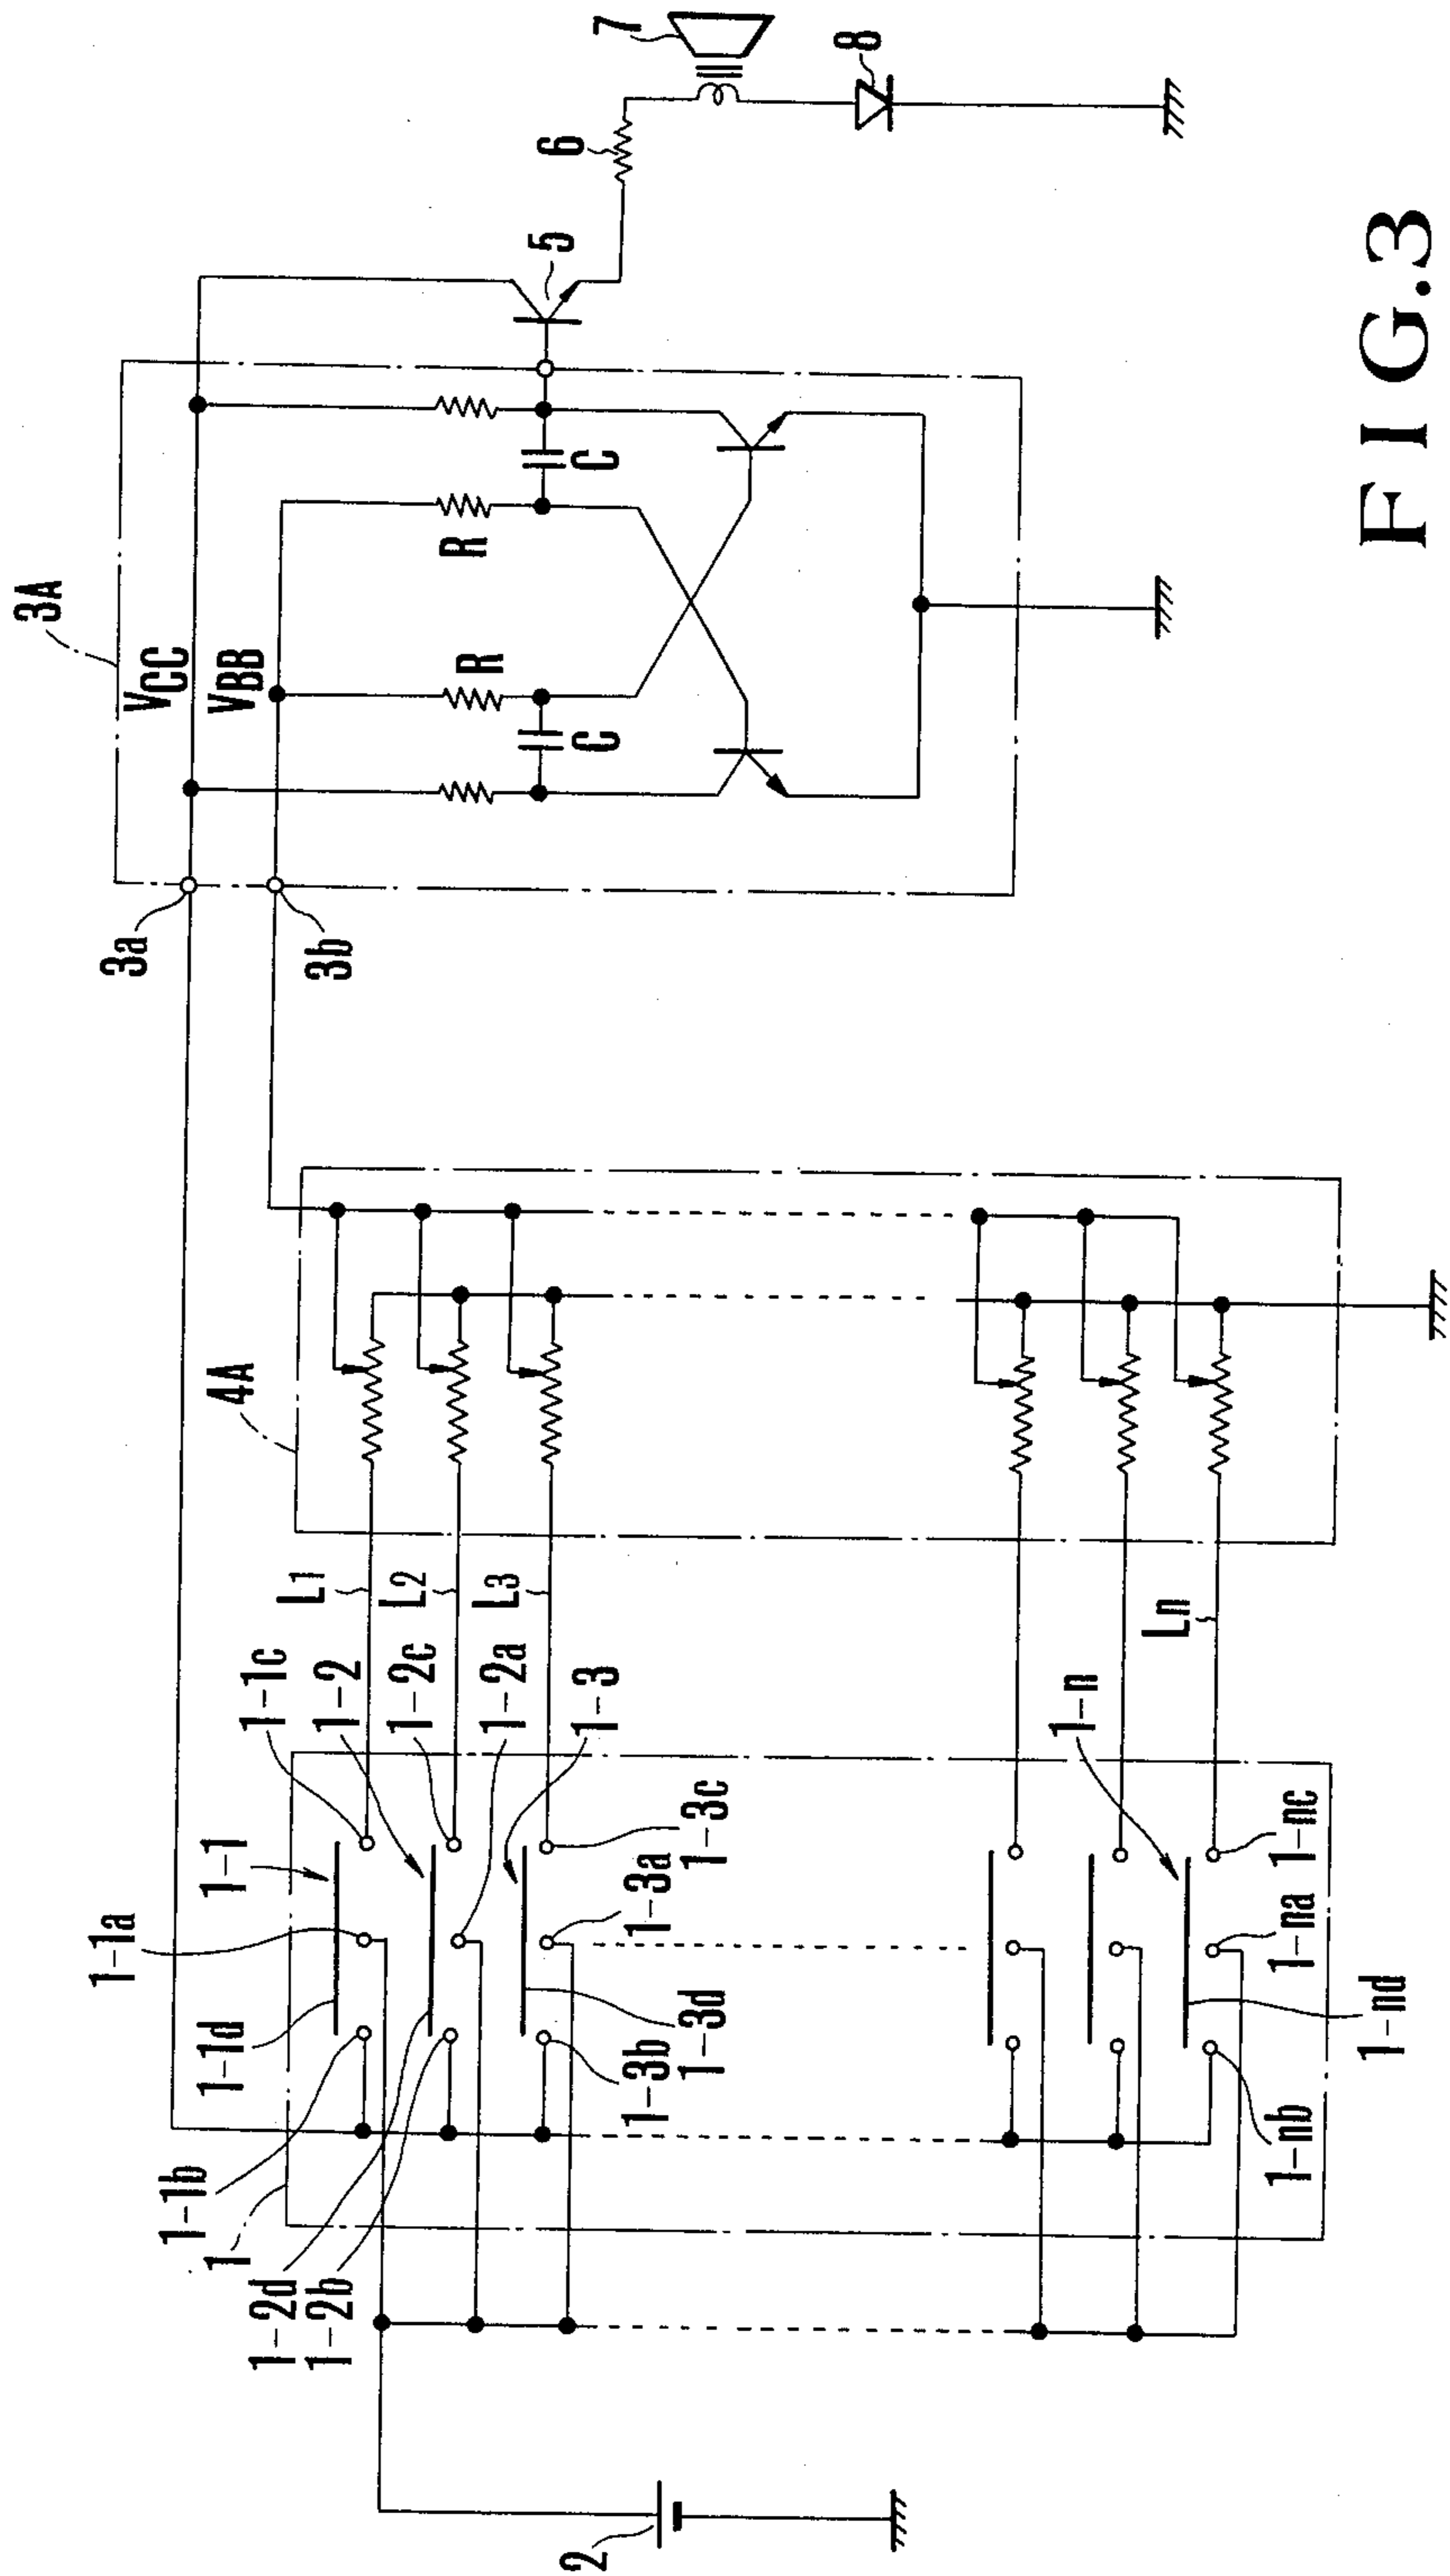 1-1a
1-1d
1-1b
1
1-2d
1-2b
2
1-1
1-1c
1-2
1-2c
1-2a
1-3
1-3a
1-3c
1-3b
1-3d
1-n
1-na
1-nc
1-nb
1-nd
L1
L2
L3
Ln
4A
3a
3b
3A
VCC
VBB
R
R
C
C
5
6
7
8
FIG.3